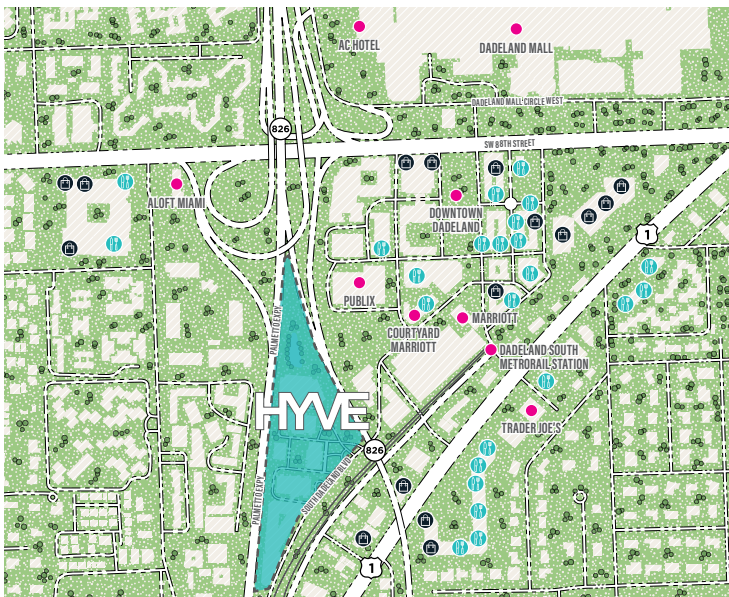 AC HOTEL
DADELAND MALL
DADELAND MALL CIRCLE WEST
826
SW 88TH STREET
ALOFT MIAMI
DOWNTOWN
DADELAND
1
PUBLIX
PALMETTO EXPY.
COURTYARD
MARRIOTT
MARRIOTT
DADELAND SOUTH
METRORAIL STATION
HYVE
TRADER JOE'S
826
SOUTH DADELAND BLVD
PALMETTO EXPY.
1